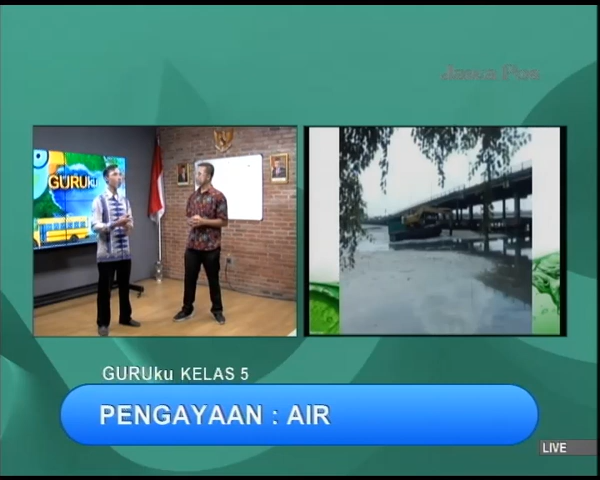 Jawa Pos
GURUku
GURUku KELAS 5
PENGAYAAN : AIR
LIVE